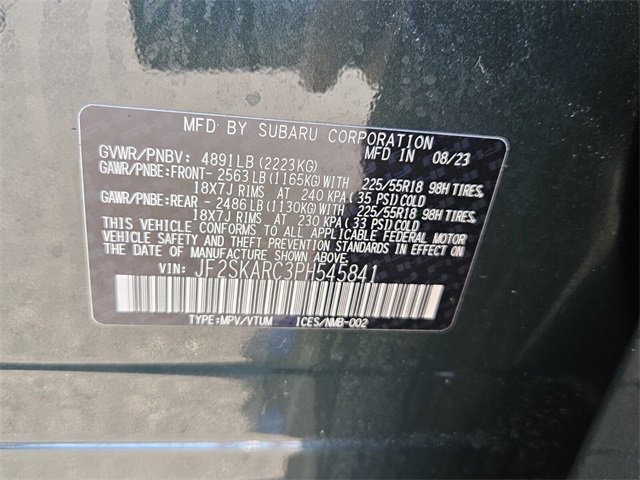 MFD BY SUBARU CORPORATION
GVWR/PNBV: 4891LB(2223KG) MFD IN 08/23
GAWR/PNBE:FRONT- 2563LB(1165KG)WITH 225/55R18 98H TIRES,
18X7J RIMS AT 240 KPA(35 PSI)COLD
GAWR/PNBE:REAR - 2486LB(1130KG)WITH 225/55R18 98H TIRES,
18X7J RIMS AT 230 KPA(33 PSI)COLD
THIS VEHICLE CONFORMS TO ALL APPLICABLE FEDERAL MOTOR
VEHICLE SAFETY AND THEFT PREVENTION STANDARDS IN EFFECT ON
THE DATE OF MANUFACTURE SHOWN ABOVE.
VIN: JF2SKARC3PH545841
TYPE:MPV/VTUM ICES/NMB-002